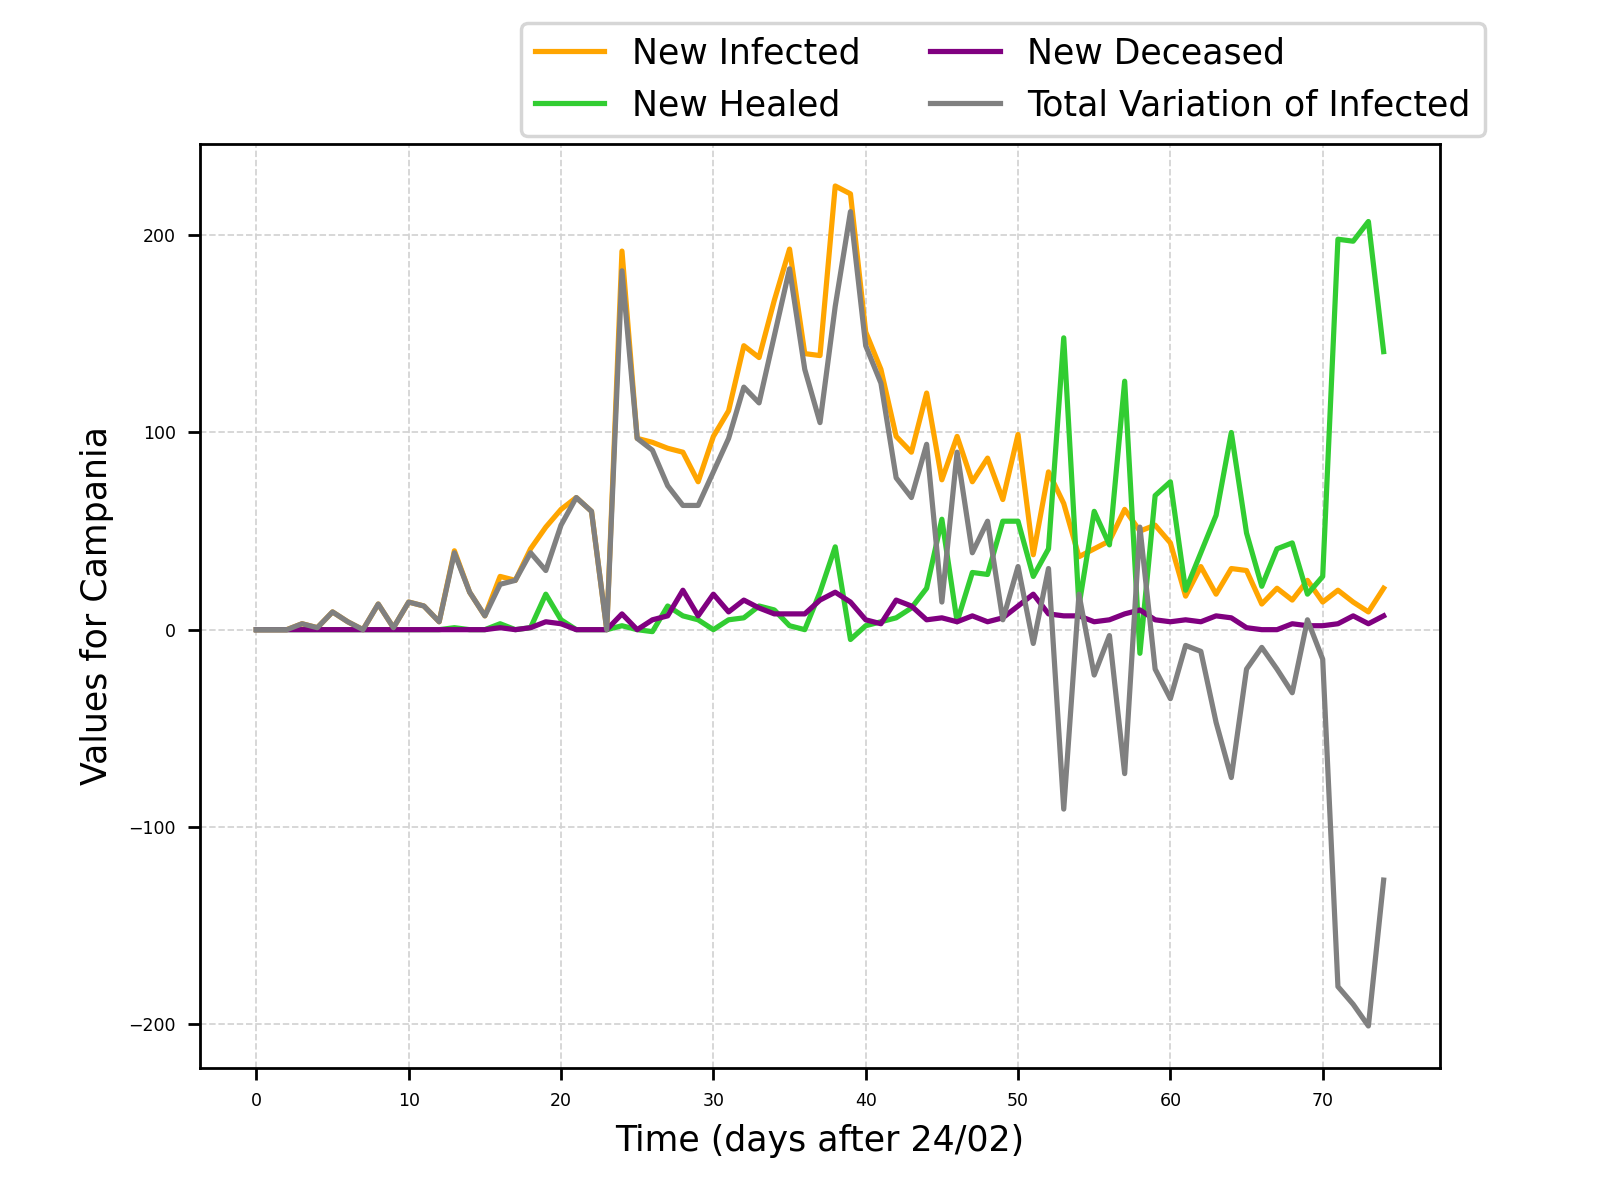 New Infected
New Healed
New Deceased
Total Variation of Infected
Values for Campania
200
100
0
−100
−200
0 10 20 30 40 50 60 70
Time (days after 24/02)